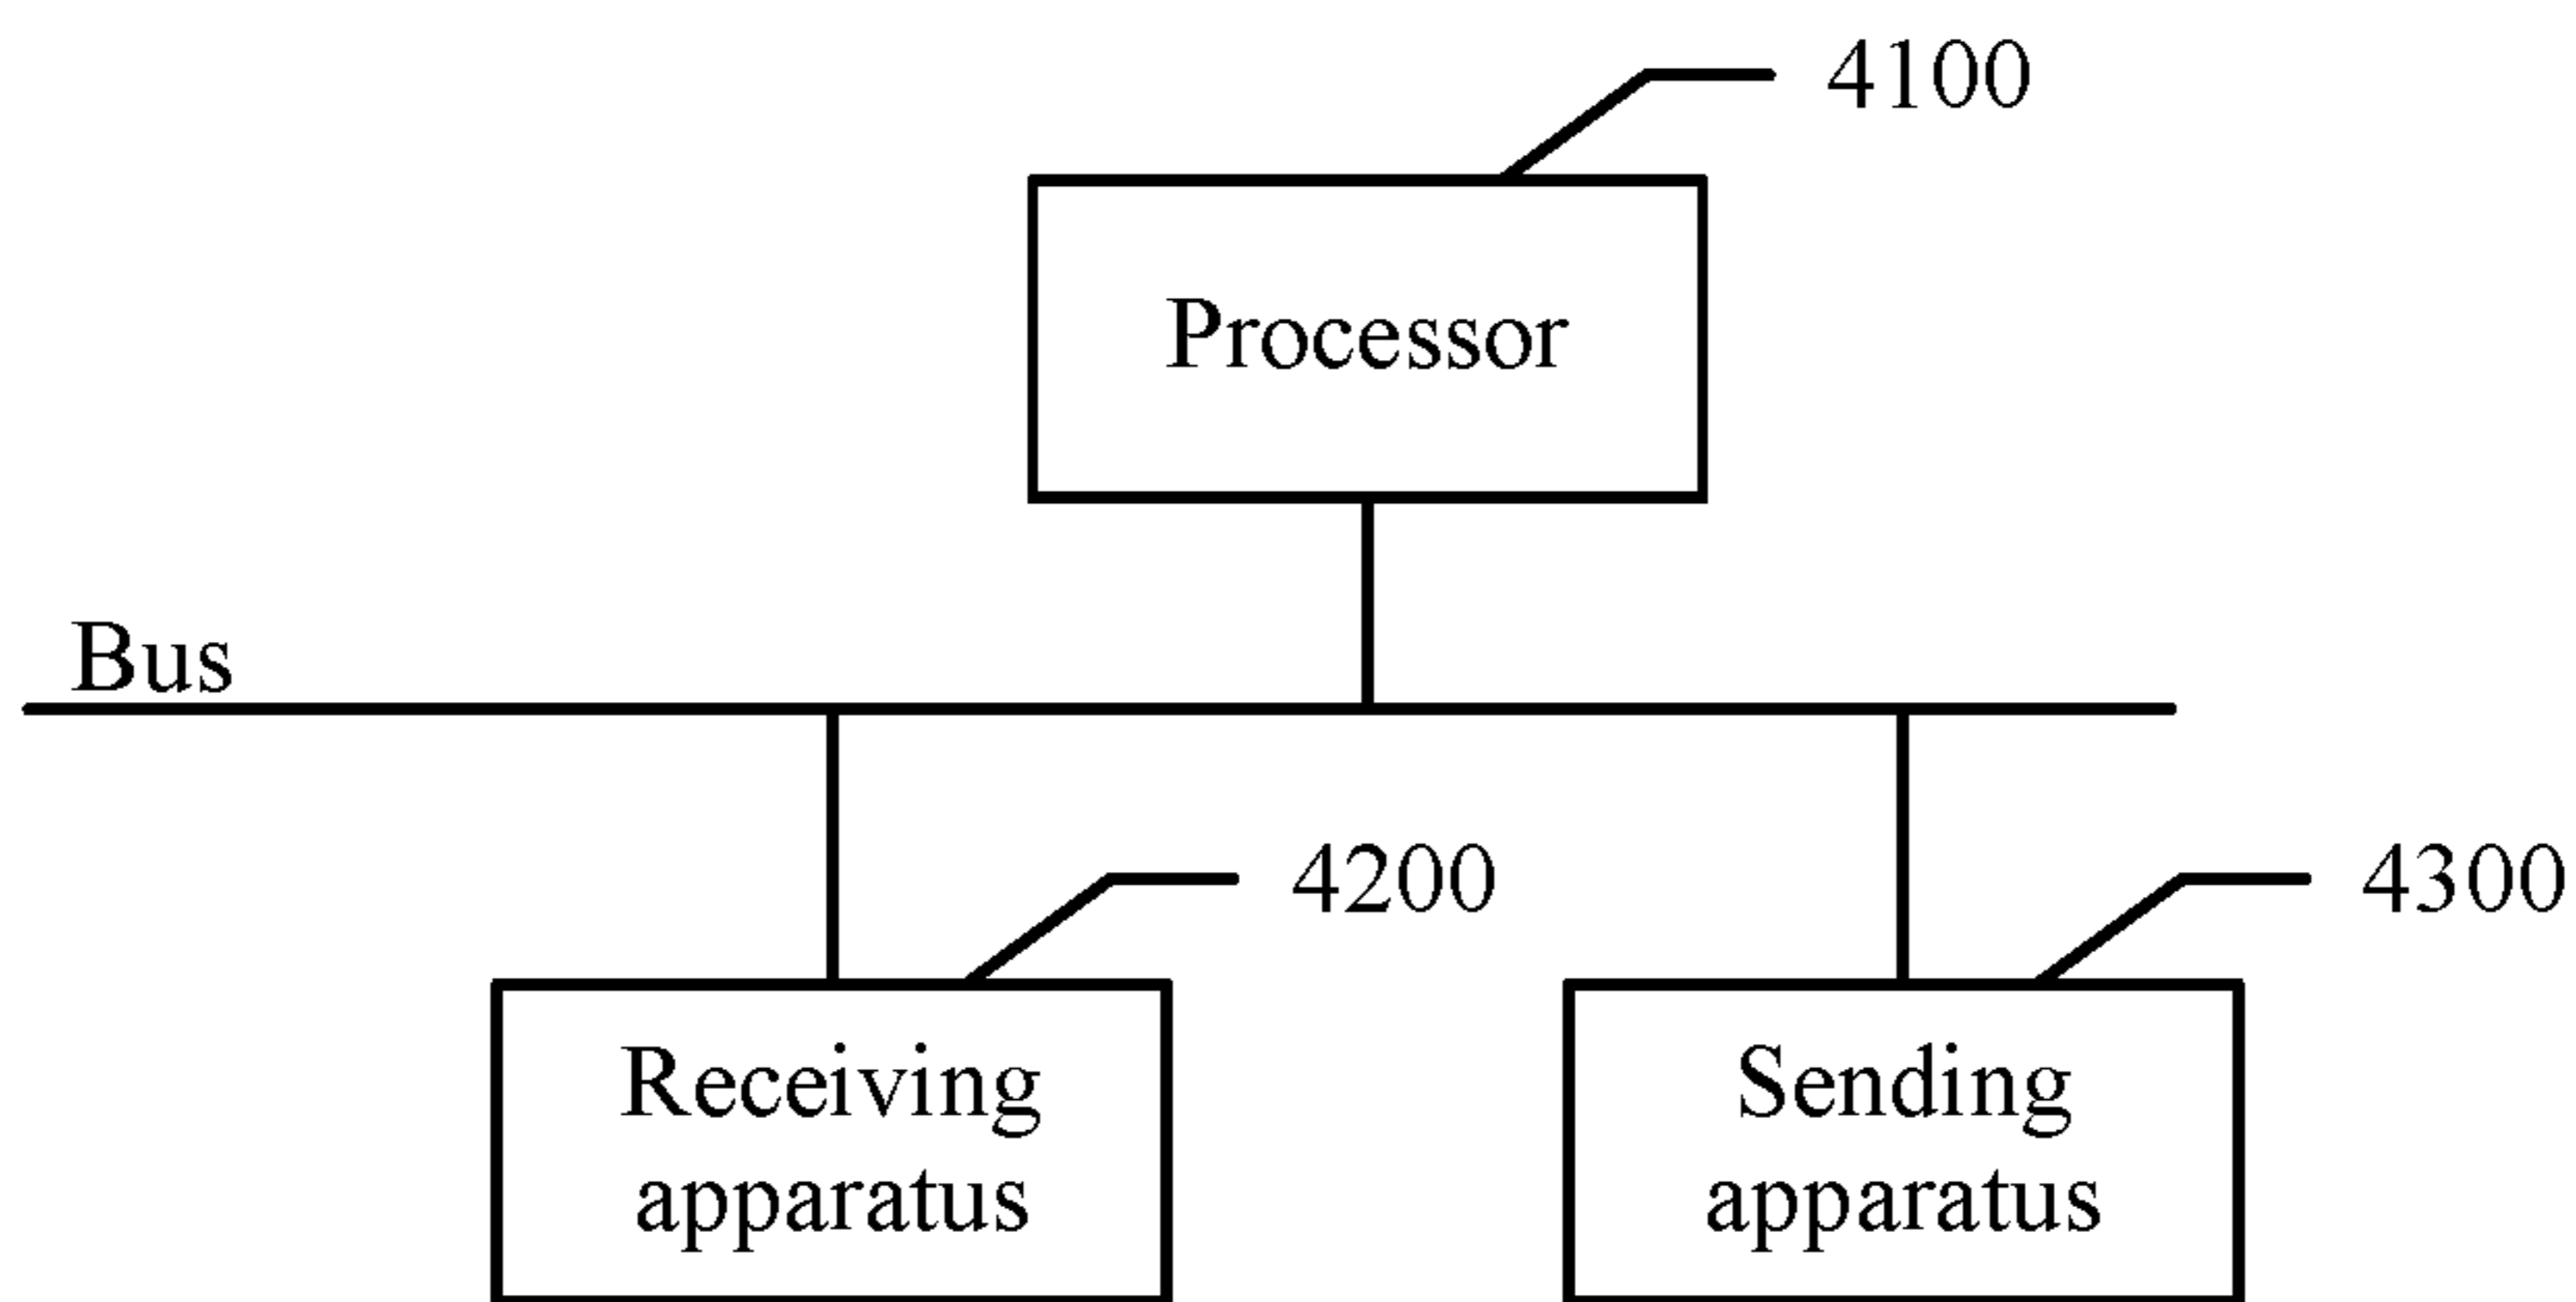 4100
Processor
Bus
4200
4300
Receiving
apparatus
Sending
apparatus